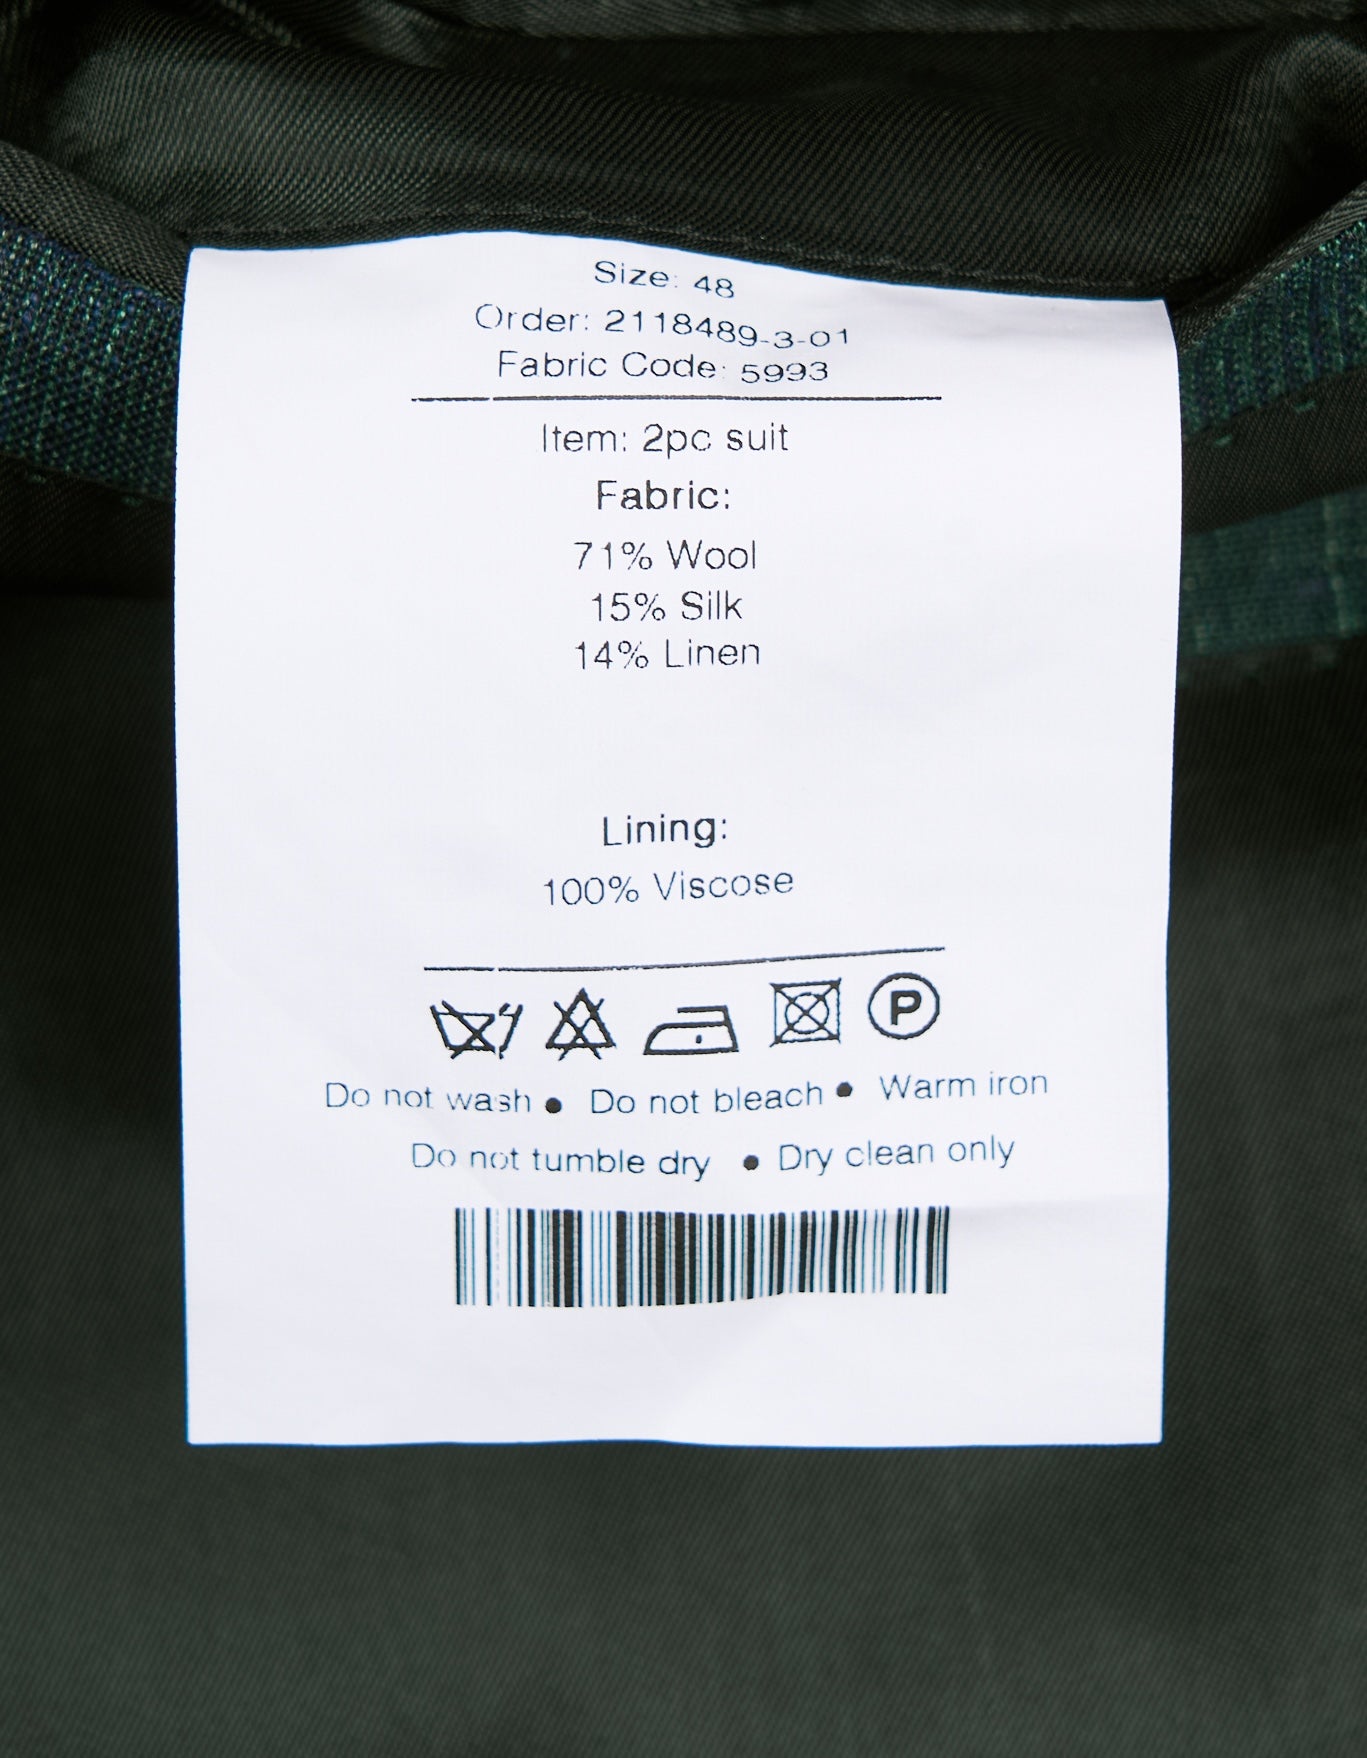 Size: 48
Order: 2118489-3-01
Fabric Code: 5993
Item: 2pc suit
Fabric:
71% Wool
15% Silk
14% Linen
Lining:
100% Viscose
P
Do not wash • Do not bleach • Warm iron
Do not tumble dry • Dry clean only